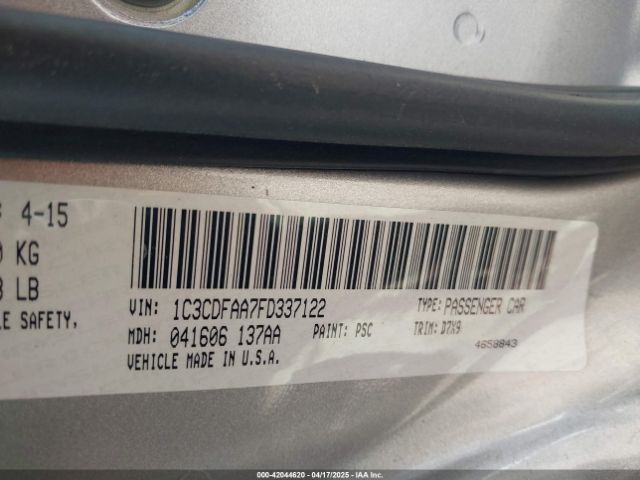 4-15
KG
LB
SAFETY.
VIN: 1C3CDFAA7FD337122
TYPE: PASSENGER CAR
MDH: 041606 137AA
PAINT: PSC
TRIM: D7X9
VEHICLE MADE IN U.S.A.
4658843
000-42044620 - 04/17/2025 - IAA Inc. (Copart)